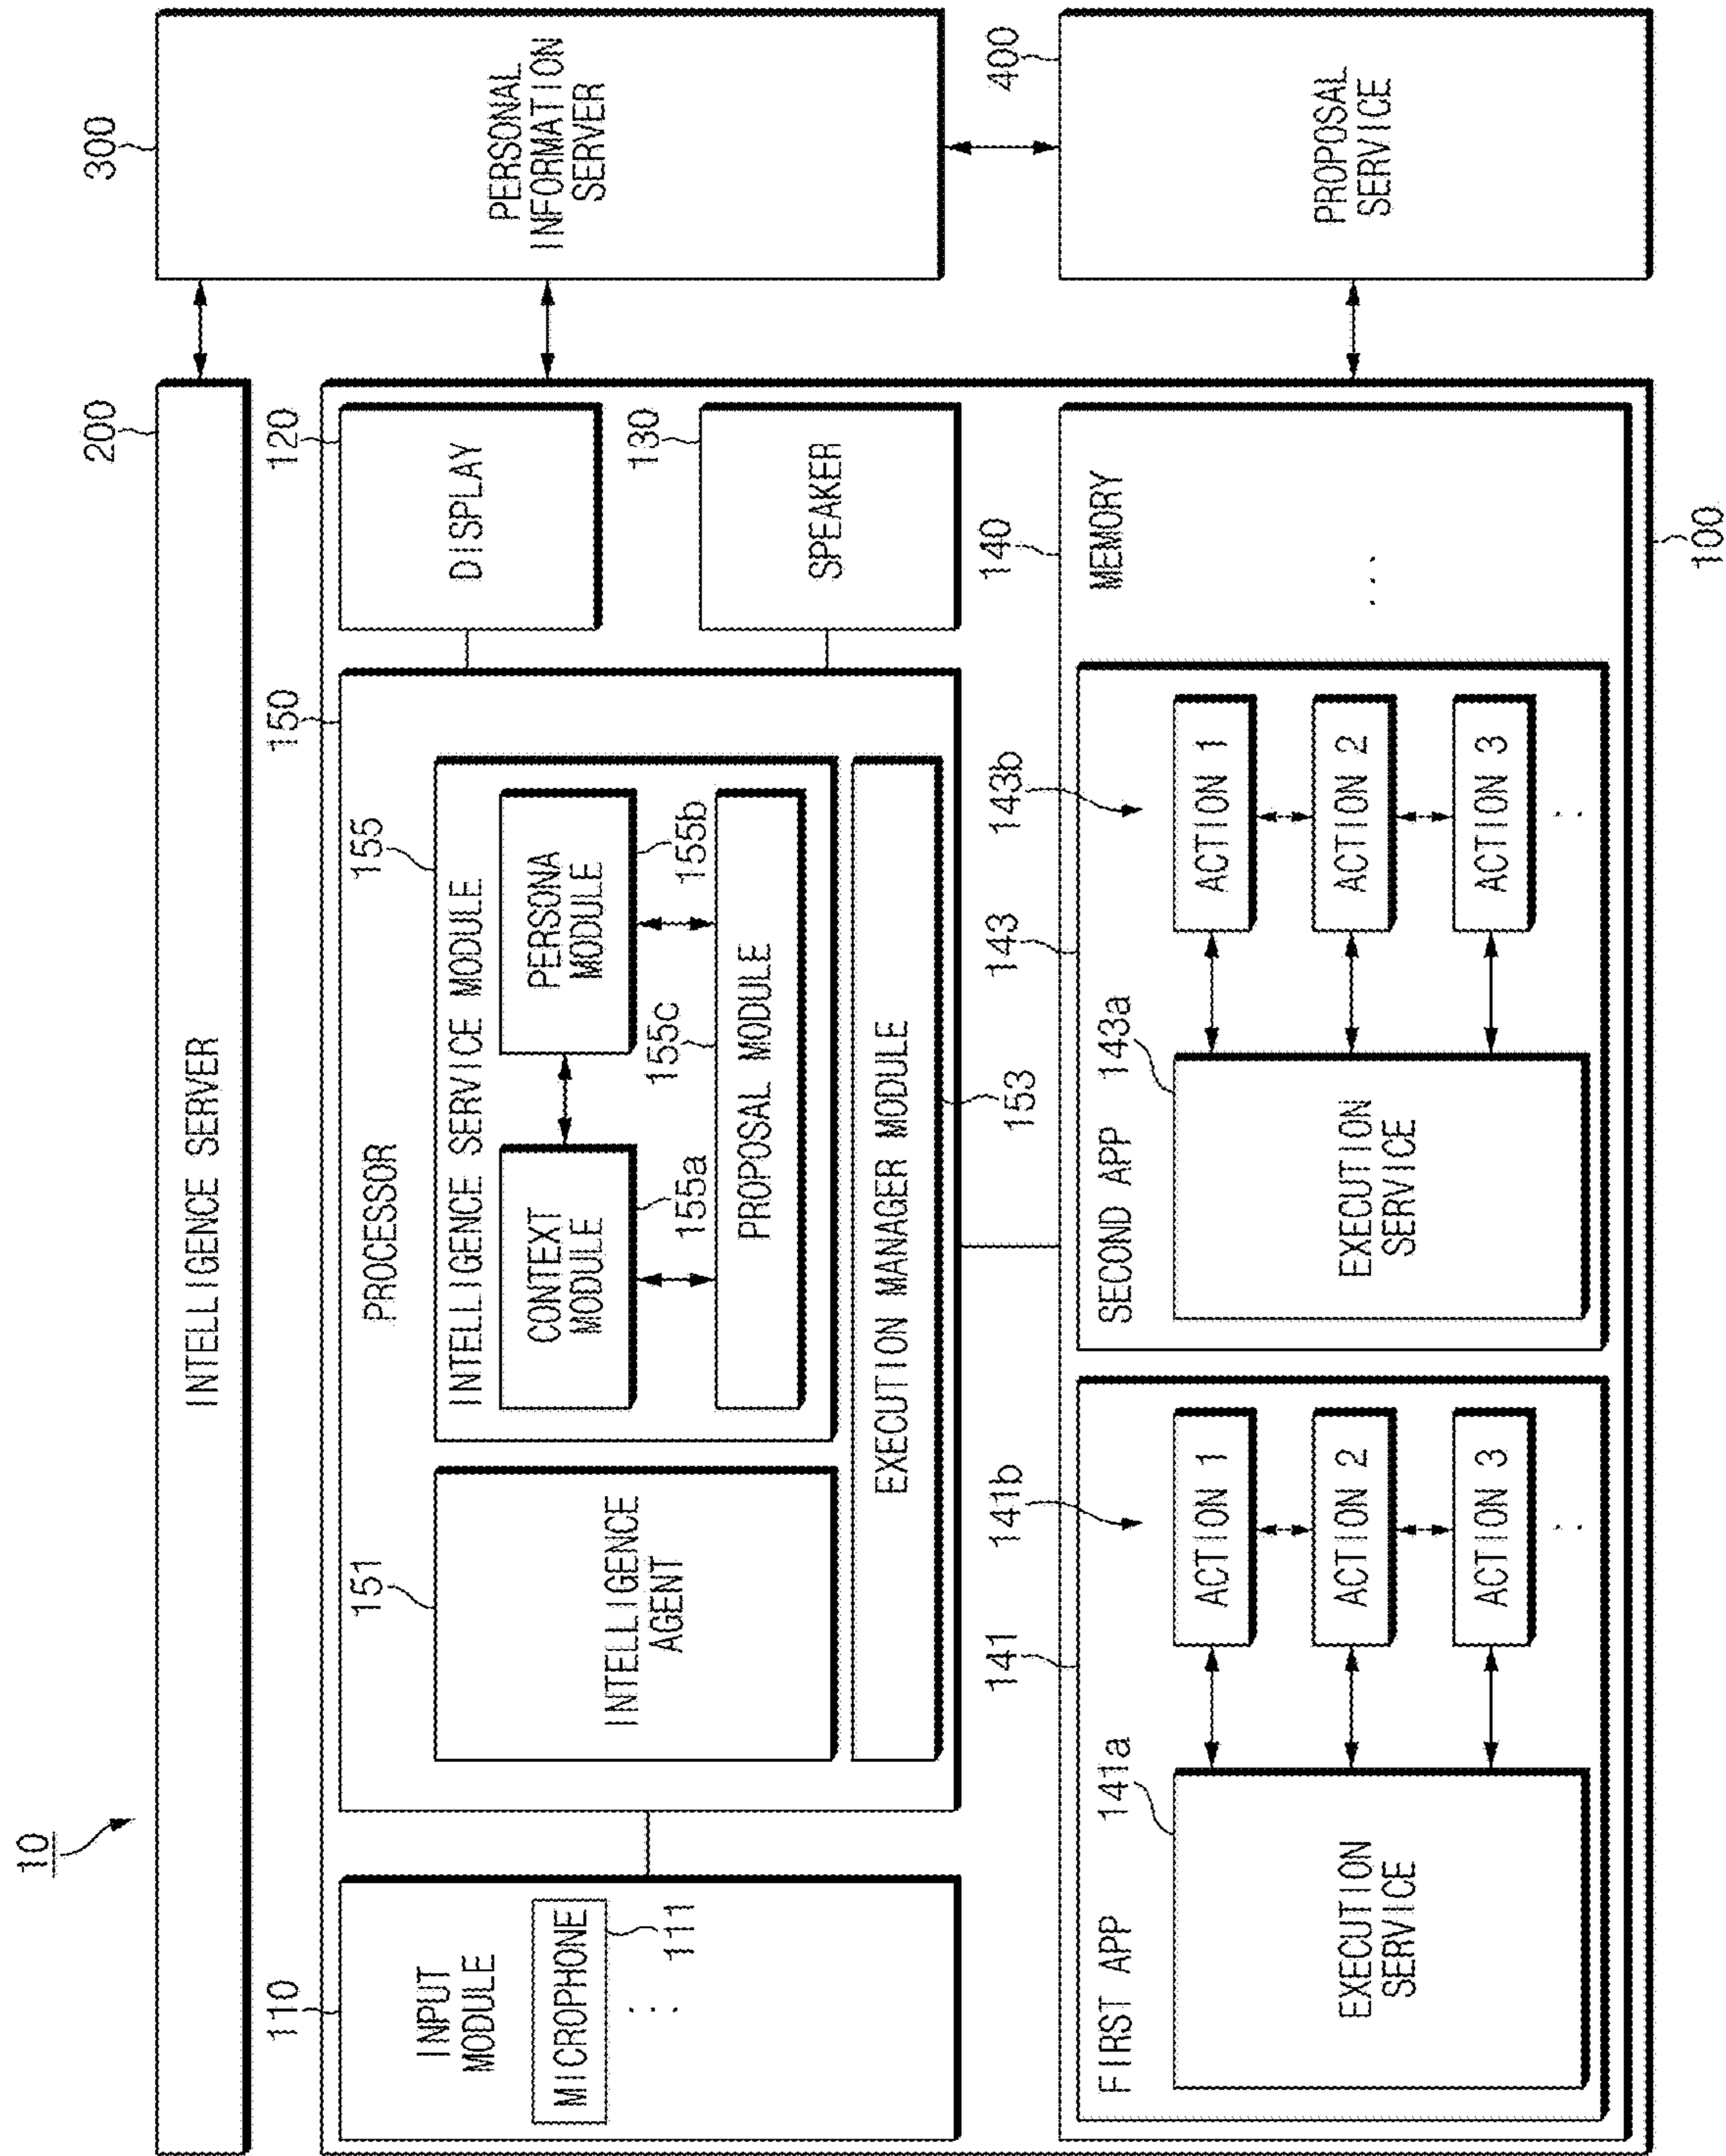 10
INTELLIGENCE SERVER
200
PERSONAL
INFORMATION
SERVER
300
110
INPUT
MODULE
MICROPHONE
111
PROCESSOR
150
151
INTELLIGENCE
AGENT
INTELLIGENCE SERVICE MODULE
155
CONTEXT
MODULE
155a
PERSONA
MODULE
155b
155c
PROPOSAL MODULE
EXECUTION MANAGER MODULE
153
DISPLAY
120
SPEAKER
130
MEMORY
140
FIRST APP
141
141a
EXECUTION
SERVICE
141b
ACTION 1
ACTION 2
ACTION 3
SECOND APP
143
143a
EXECUTION
SERVICE
143b
ACTION 1
ACTION 2
ACTION 3
100
PROPOSAL
SERVICE
400